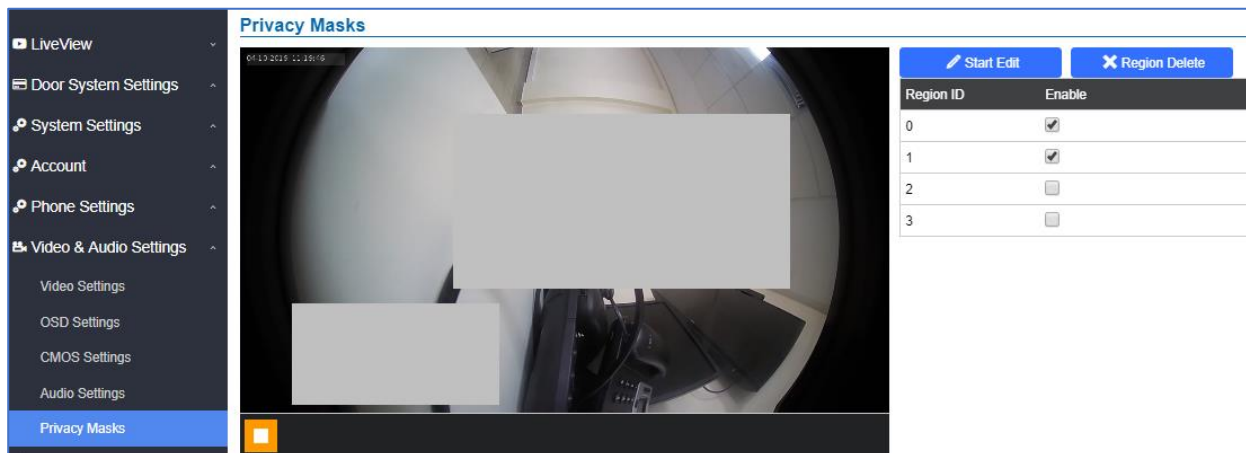 Privacy Masks
LiveView
Door System Settings
System Settings
Account
Phone Settings
Video & Audio Settings
Video Settings
OSD Settings
CMOS Settings
Audio Settings
Privacy Masks
Start Edit
Region Delete
Region ID Enable
0
1
2
3